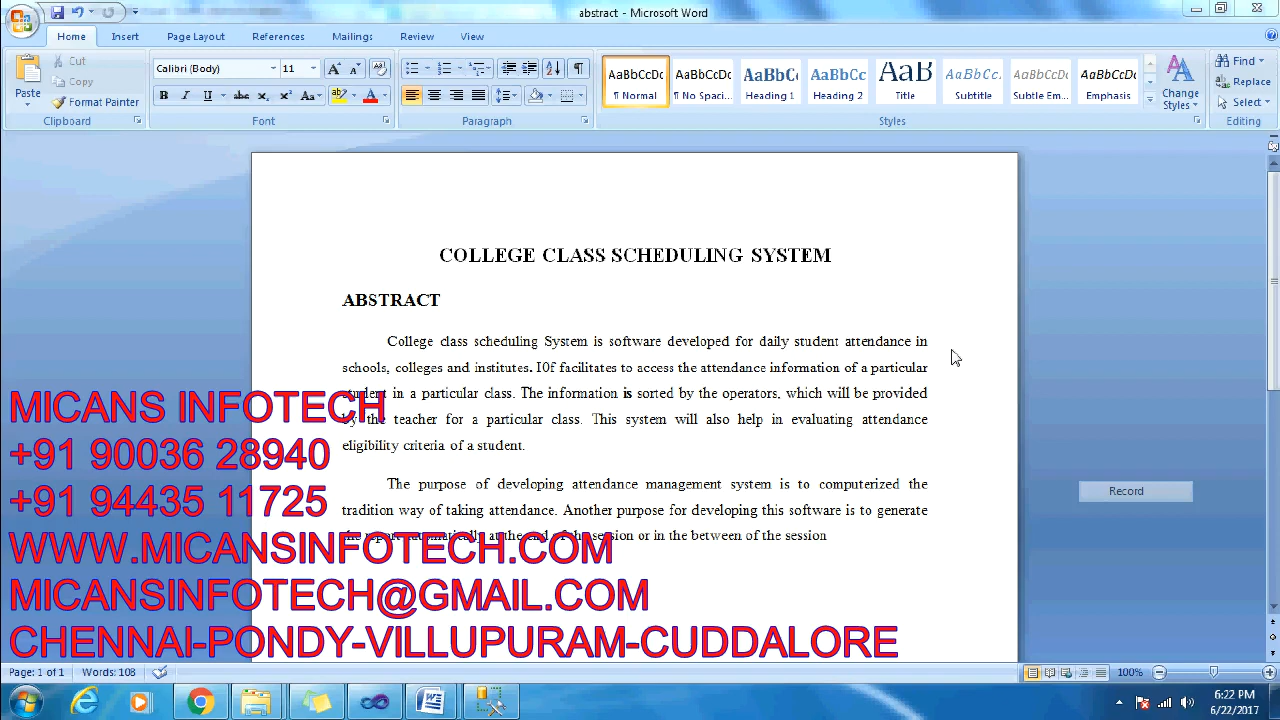 abstract - Microsoft Word
Home Insert Page Layout References Mailings Review View
Paste
Cut
Copy
Format Painter
Clipboard
Calibri (Body) 11
Font
Paragraph
AaBbCcDc AaBbCcDc AaBbC AaBbCc AaB AaBbCc. AaBbCcDc AaBbCcDc
¶ Normal ¶ No Spaci... Heading 1 Heading 2 Title Subtitle Subtle Em... Emphasis
Change Styles
Styles
Find
Replace
Select
Editing
COLLEGE CLASS SCHEDULING SYSTEM
ABSTRACT
College class scheduling System is software developed for daily student attendance in
schools, colleges and institutes. I0f facilitates to access the attendance information of a particular
student in a particular class. The information is sorted by the operators, which will be provided
by the teacher for a particular class. This system will also help in evaluating attendance
eligibility criteria of a student.
The purpose of developing attendance management system is to computerized the
tradition way of taking attendance. Another purpose for developing this software is to generate
the report automatically at the end of the session or in the between of the session
Record
MICANS INFOTECH
+91 90036 28940
+91 94435 11725
WWW.MICANSINFOTECH.COM
MICANSINFOTECH@GMAIL.COM
CHENNAI-PONDY-VILLUPURAM-CUDDALORE
Page: 1 of 1 Words: 108 100%
6:22 PM
6/22/2017